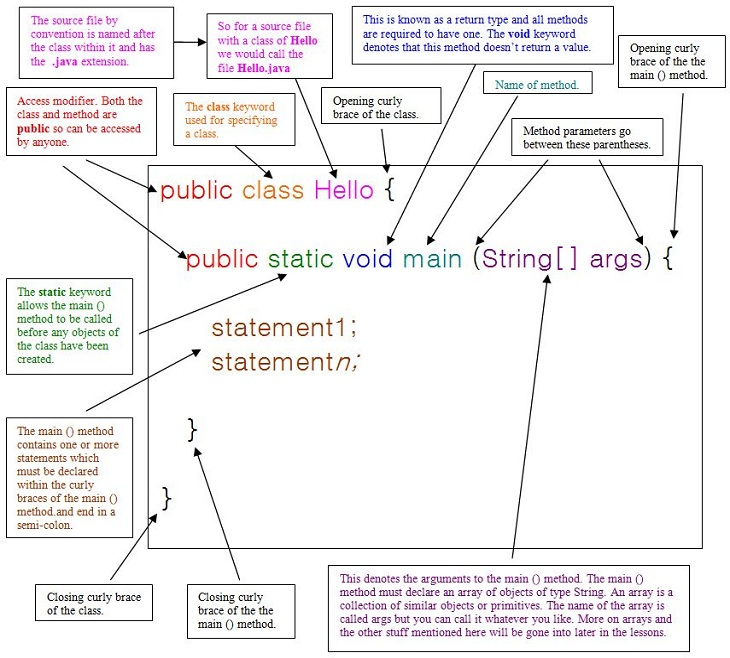 The source file by
convention is named after
the class within it and has
the .java extension.
So for a source file
with a class of Hello
we would call the
file Hello.java
This is known as a return type and all methods
are required to have one. The void keyword
denotes that this method doesn't return a value.
Opening curly
brace of the the
main () method.
Name of method.
Access modifier. Both the
class and method are
public so can be accessed
by anyone.
The class keyword
used for specifying
a class.
Opening curly
brace of the class.
Method parameters go
between these parentheses.
public class Hello {
public static void main (String[] args) {
The static keyword
allows the main ()
method to be called
before any objects of
the class have been
created.
statement1;
statementn;
The main () method
contains one or more
statements which
must be declared
within the curly
braces of the main ()
method.and end in a
semi-colon.
}
}
Closing curly brace
of the class.
Closing curly
brace of the the
main () method.
This denotes the arguments to the main () method. The main ()
method must declare an array of objects of type String. An array is a
collection of similar objects or primitives. The name of the array is
called args but you can call it whatever you like. More on arrays and
the other stuff mentioned here will be gone into later in the lessons.